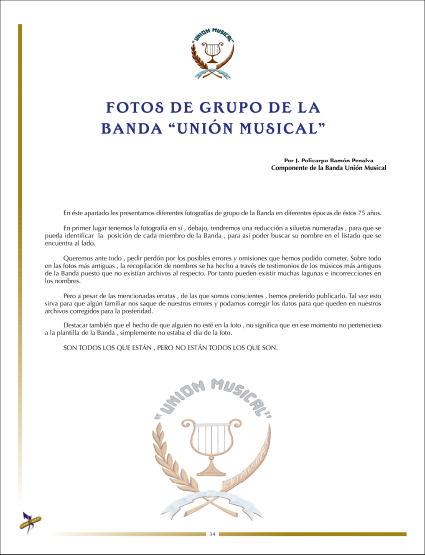 "UNION MUSICAL"
FOTOS DE GRUPO DE LA
BANDA “UNIÓN MUSICAL”
Por J. Policarpo Ramón Penalva
Componente de la Banda Unión Musical
En éste apartado les presentamos diferentes fotografías de grupo de la Banda en diferentes épocas de éstos 75 años.
En primer lugar tenemos la fotografía en sí , debajo, tendremos una reducción a siluetas numeradas , para que se
pueda identificar la posición de cada miembro de la Banda , para así poder buscar su nombre en el listado que se
encuentra al lado.
Queremos ante todo , pedir perdón por los posibles errores y omisiones que hemos podido cometer. Sobre todo
en las fotos más antiguas , la recopilación de nombres se ha hecho a través de testimonios de los músicos más antiguos
de la Banda puesto que no existían archivos al respecto. Por tanto pueden existir muchas lagunas e incorrecciones en
los nombres.
Pero a pesar de las mencionadas erratas , de las que somos conscientes , hemos preferido publicarlo. Tal vez esto
sirva para que algún familiar nos saque de nuestros errores y podamos corregir los datos para que queden en nuestros
archivos corregidos para la posteridad.
Destacar también que el hecho de que alguien no esté en la foto , no significa que en ese momento no perteneciera
a la plantilla de la Banda , simplemente no estaba el día de la foto.
SON TODOS LOS QUE ESTÁN , PERO NO ESTÁN TODOS LOS QUE SON.
"UNION MUSICAL"
34